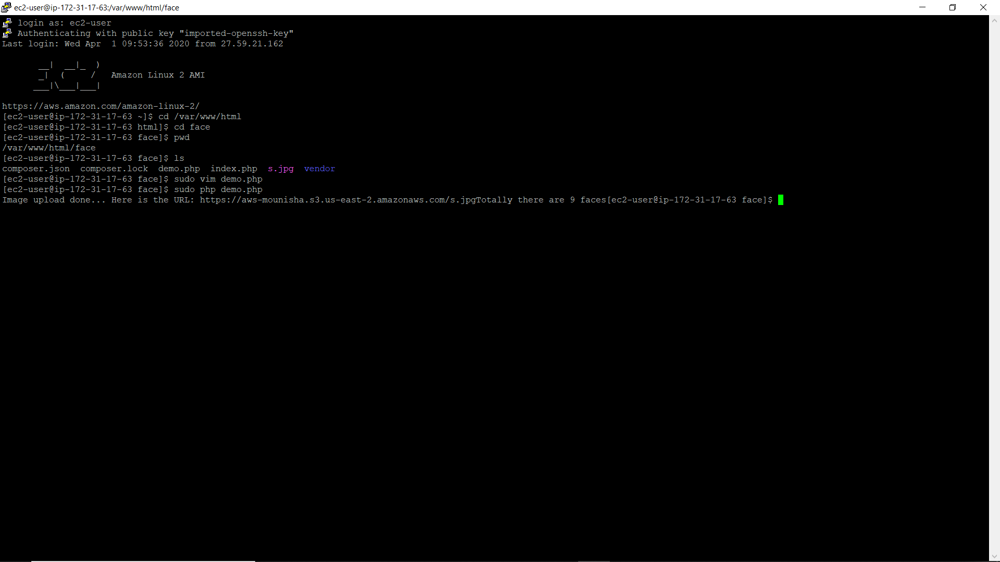 ec2-user@ip-172-31-17-63:/var/www/html/face
login as: ec2-user
Authenticating with public key "imported-openssh-key"
Last login: Wed Apr  1 09:53:36 2020 from 27.59.21.162
       __|  __|_  )
       _|  (     /   Amazon Linux 2 AMI
      ___|\___|___|
https://aws.amazon.com/amazon-linux-2/
[ec2-user@ip-172-31-17-63 ~]$ cd /var/www/html
[ec2-user@ip-172-31-17-63 html]$ cd face
[ec2-user@ip-172-31-17-63 face]$ pwd
/var/www/html/face
[ec2-user@ip-172-31-17-63 face]$ ls
composer.json  composer.lock  demo.php  index.php  s.jpg  vendor
[ec2-user@ip-172-31-17-63 face]$ sudo vim demo.php
[ec2-user@ip-172-31-17-63 face]$ sudo php demo.php
Image upload done... Here is the URL: https://aws-mounisha.s3.us-east-2.amazonaws.com/s.jpgTotally there are 9 faces[ec2-user@ip-172-31-17-63 face]$